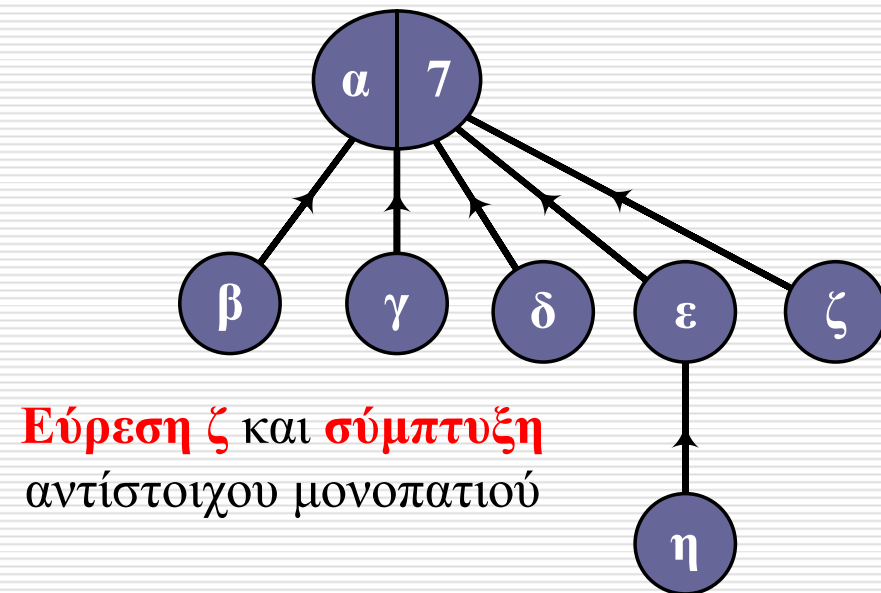 α 7
β γ δ ε ζ
Εύρεση ζ και σύμπτυξη
αντίστοιχου μονοπατιού
η